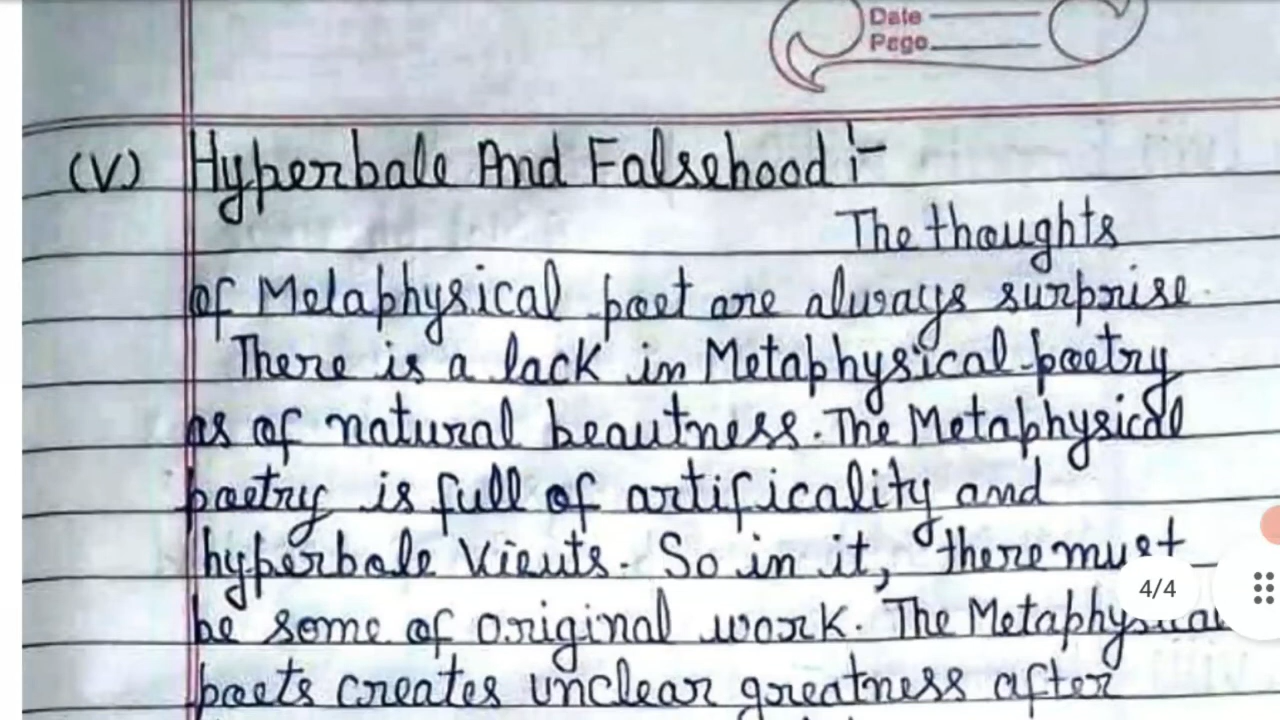 Date
Page
(V) Hyperbale And Falsehood :-
The thoughts
of Metaphysical poet are always surprise.
There is a lack in Metaphysical poetry
as of natural beautness. The Metaphysical
poetry is full of artificality and
hyperbole views. So in it, there must
4/4
be some of original work. The Metaphysical
poets creates unclear greatness after